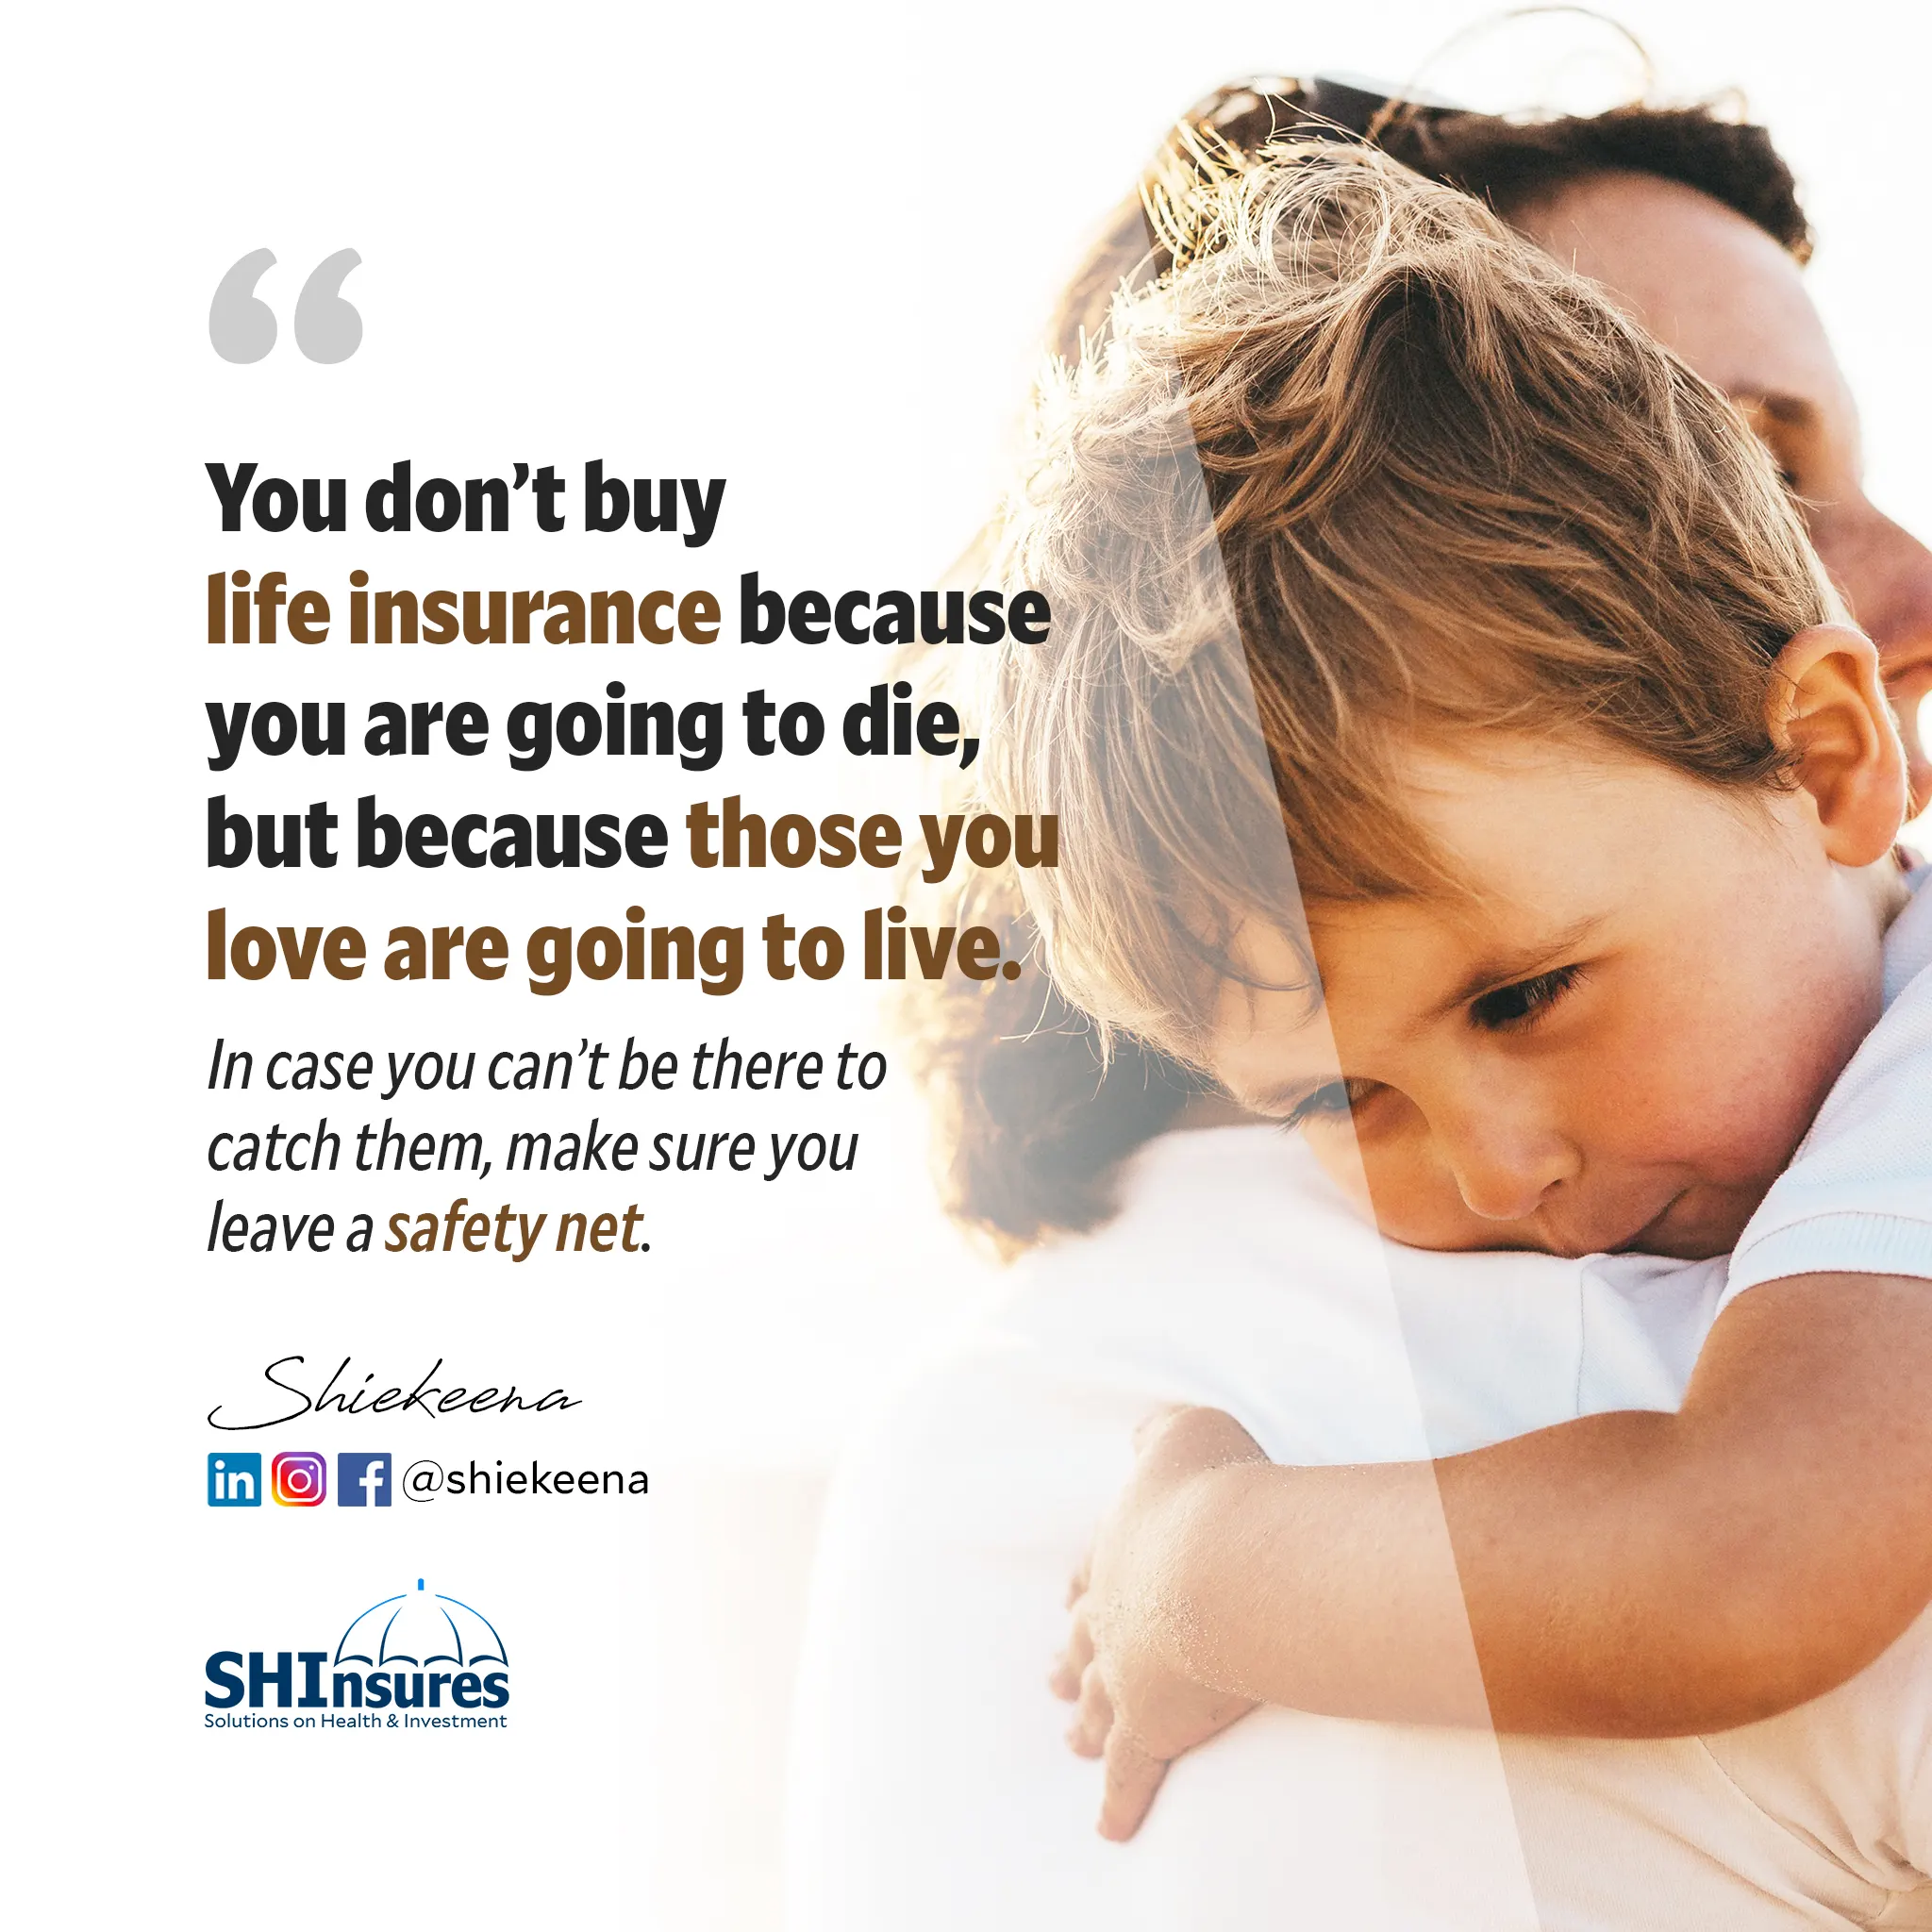 “
You don’t buy
life insurance because
you are going to die,
but because those you
love are going to live.
In case you can’t be there to
catch them, make sure you
leave a safety net.
Shiekeena
in f @shiekeena
SHInsures
Solutions on Health & Investment